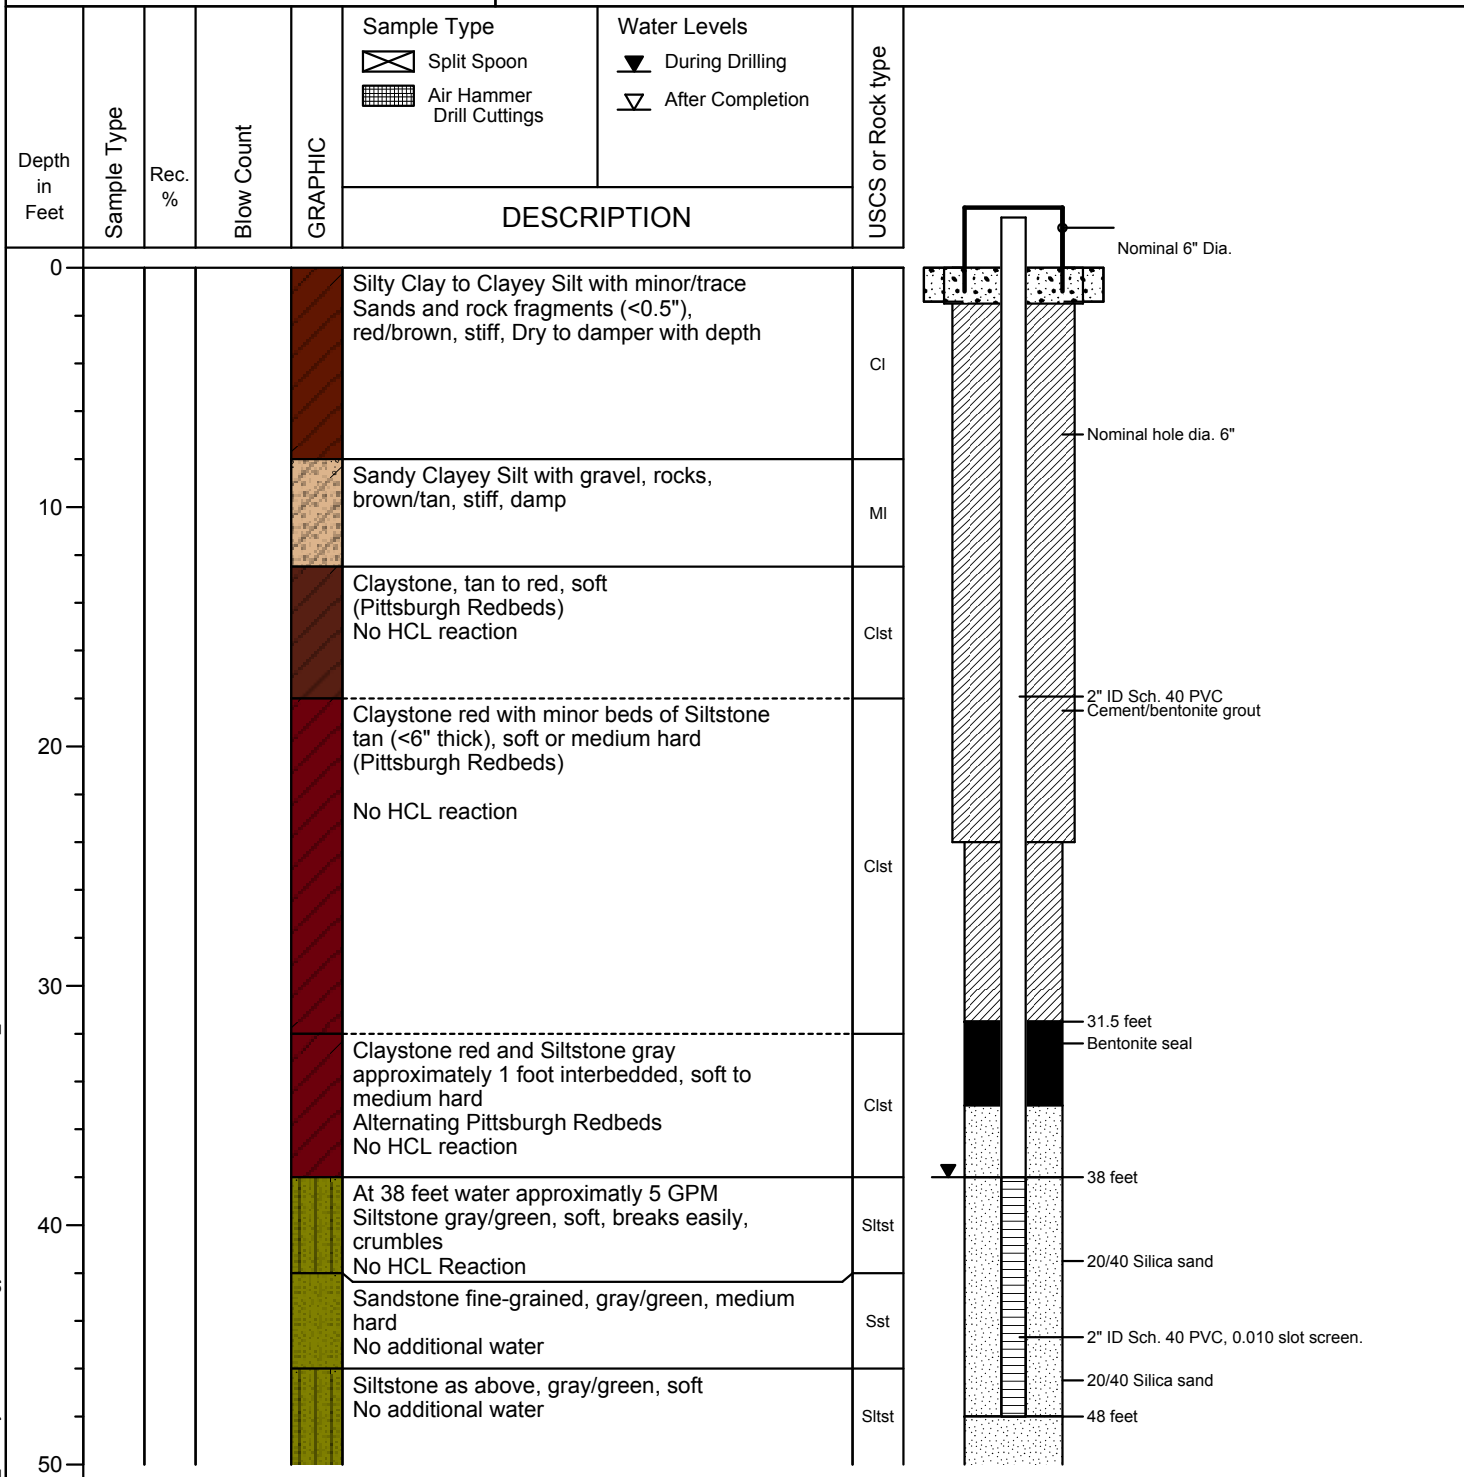 Sample Type
Split Spoon
Air Hammer
Drill Cuttings
Water Levels
During Drilling
After Completion
Depth
in
Feet
Sample Type
Rec.
%
Blow Count
GRAPHIC
DESCRIPTION
USCS or Rock type
Nominal 6" Dia.
0
Silty Clay to Clayey Silt with minor/trace
Sands and rock fragments (<0.5"),
red/brown, stiff, Dry to damper with depth
Cl
Nominal hole dia. 6"
Sandy Clayey Silt with gravel, rocks,
brown/tan, stiff, damp
10
Ml
Claystone, tan to red, soft
(Pittsburgh Redbeds)
No HCL reaction
Clst
2" ID Sch. 40 PVC
Cement/bentonite grout
Claystone red with minor beds of Siltstone
tan (<6" thick), soft or medium hard
(Pittsburgh Redbeds)
20
No HCL reaction
Clst
30
31.5 feet
Bentonite seal
Claystone red and Siltstone gray
approximately 1 foot interbedded, soft to
medium hard
Alternating Pittsburgh Redbeds
No HCL reaction
Clst
38 feet
At 38 feet water approximatly 5 GPM
Siltstone gray/green, soft, breaks easily,
crumbles
No HCL Reaction
40
Sltst
20/40 Silica sand
Sandstone fine-grained, gray/green, medium
hard
No additional water
Sst
2" ID Sch. 40 PVC, 0.010 slot screen.
20/40 Silica sand
Siltstone as above, gray/green, soft
No additional water
Sltst
48 feet
50